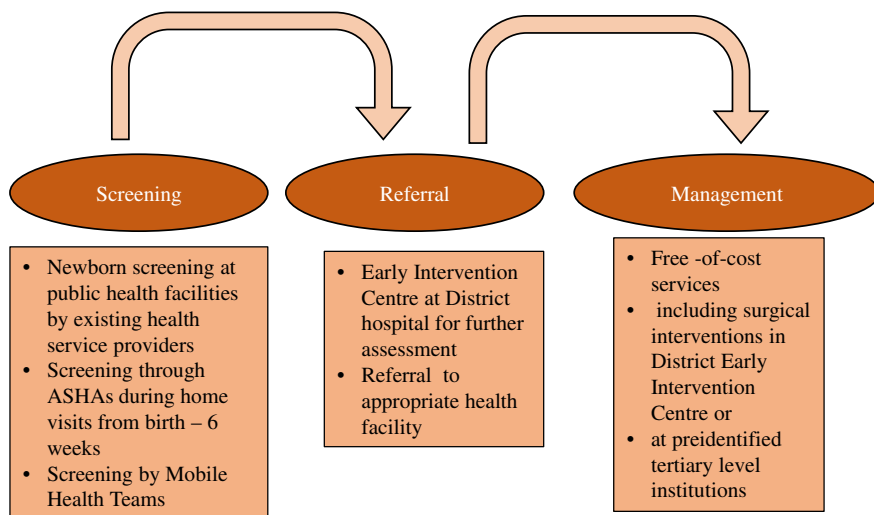 Screening
Referral
Management
• Newborn screening at
public health facilities
by existing health
service providers
• Screening through
ASHAs during home
visits from birth – 6
weeks
• Screening by Mobile
Health Teams
• Early Intervention
Centre at District
hospital for further
assessment
• Referral to
appropriate health
facility
• Free -of-cost
services
• including surgical
interventions in
District Early
Intervention
Centre or
• at preidentified
tertiary level
institutions